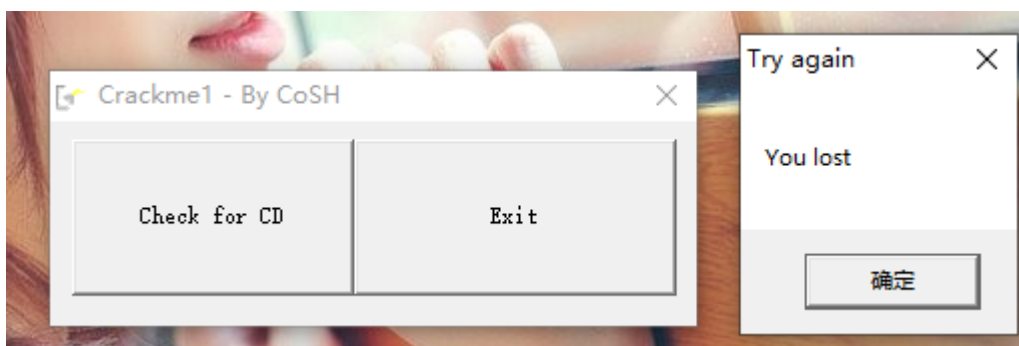 Crackme1 - By CoSH
Check for CD
Exit
Try again
You lost
确定